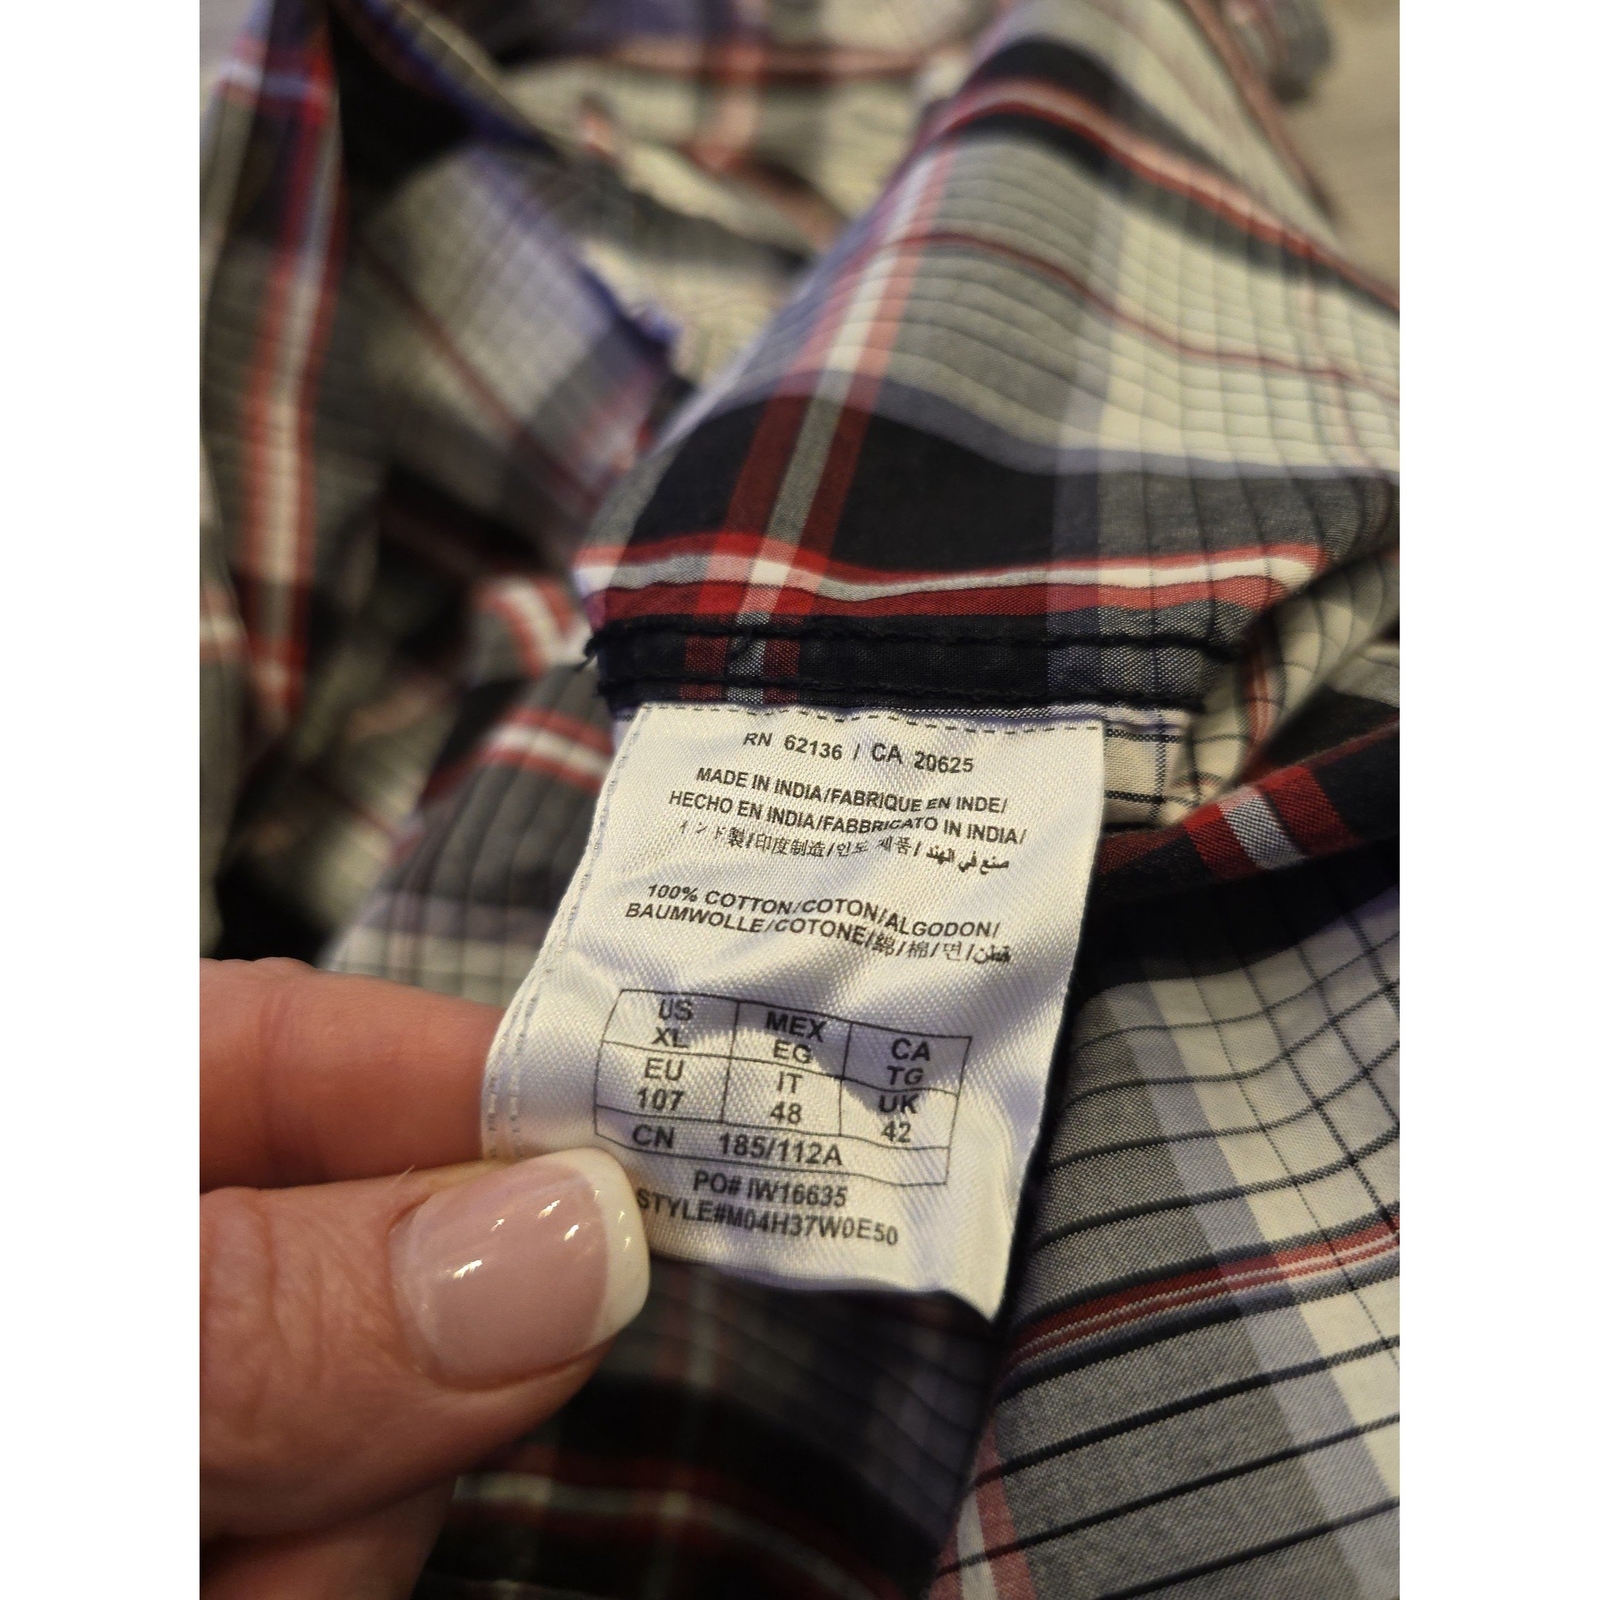 RN 62136 / CA 20625
MADE IN INDIA/FABRIQUE EN INDE/
HECHO EN INDIA/FABBRICATO IN INDIA/
インド製/印度制造/인도 제품/صنع في الهند
100% COTTON/COTON/ALGODON/
BAUMWOLLE/COTONE/綿/棉/면/قطن
US MEX CA
XL EG TG
EU IT UK
107 48 42
CN 185/112A
PO# IW16635
STYLE#M04H37W0E50